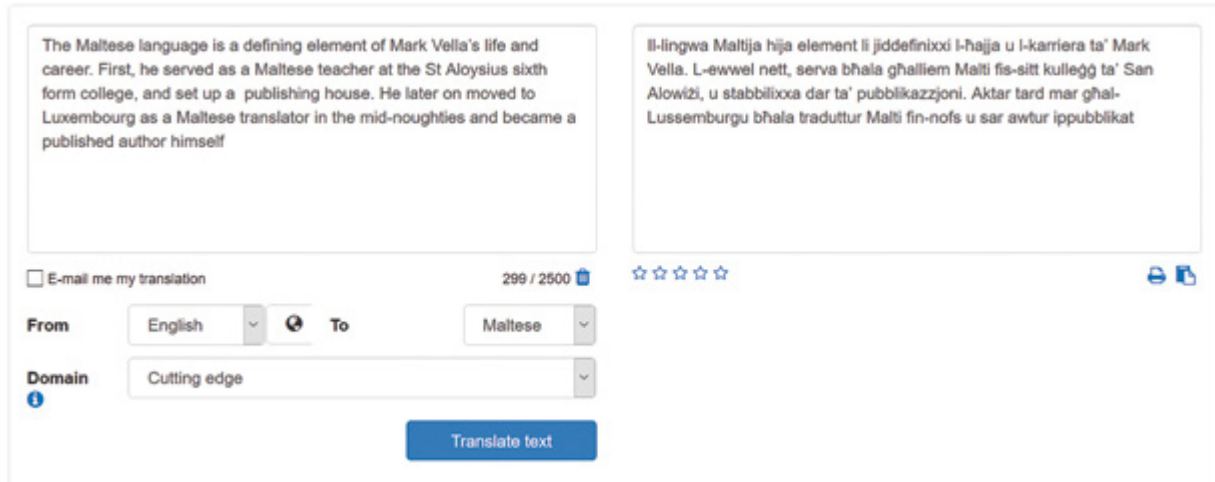 The Maltese language is a defining element of Mark Vella's life and
career. First, he served as a Maltese teacher at the St Aloysius sixth
form college, and set up a  publishing house. He later on moved to
Luxembourg as a Maltese translator in the mid-noughties and became a
published author himself
Il-lingwa Maltija hija element li jiddefinixxi l-ħajja u l-karriera ta' Mark
Vella. L-ewwel nett, serva bħala għalliem Malti fis-sitt kulleġġ ta' San
Alowiżi, u stabbilixxa dar ta' pubblikazzjoni. Aktar tard mar għal-
Lussemburgu bħala traduttur Malti fin-nofs u sar awtur ippubblikat
E-mail me my translation 299 / 2500
From English To Maltese
Domain Cutting edge
Translate text